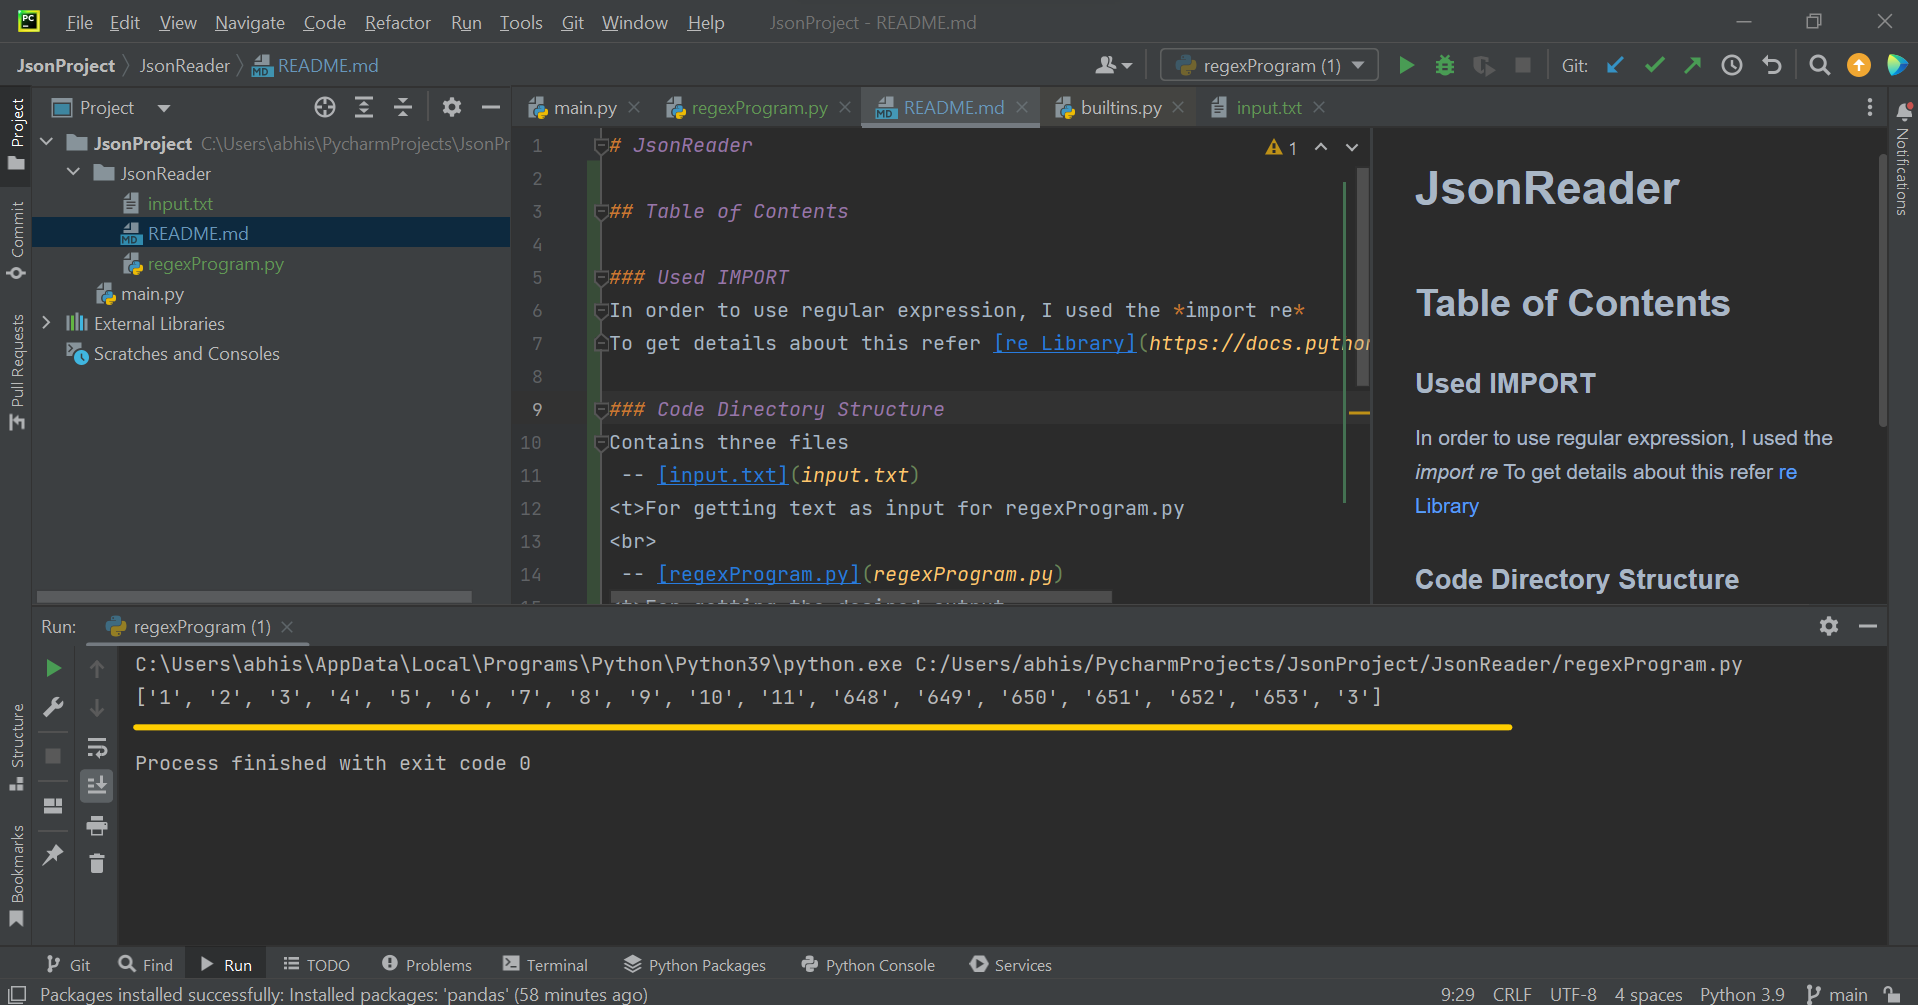 PC File Edit View Navigate Code Refactor Run Tools Git Window Help JsonProject - README.md
JsonProject JsonReader MD README.md regexProgram (1) Git:
Project
main.py regexProgram.py MD README.md builtins.py input.txt
JsonProject C:\Users\abhis\PycharmProjects\JsonPr
JsonReader
input.txt
MD README.md
regexProgram.py
main.py
External Libraries
Scratches and Consoles
Project
Commit
Pull Requests
Structure
Bookmarks
Notifications
1 # JsonReader
1
2
3 ## Table of Contents
4
5 ### Used IMPORT
6 In order to use regular expression, I used the *import re*
7 To get details about this refer [re Library](https://docs.python
8
9 ### Code Directory Structure
10 Contains three files
11 -- [input.txt](input.txt)
12 <t>For getting text as input for regexProgram.py
13 <br>
14 -- [regexProgram.py](regexProgram.py)
15 <t>For getting the desired output
JsonReader
Table of Contents
Used IMPORT
In order to use regular expression, I used the
import re To get details about this refer re
Library
Code Directory Structure
Run: regexProgram (1)
C:\Users\abhis\AppData\Local\Programs\Python\Python39\python.exe C:/Users/abhis/PycharmProjects/JsonProject/JsonReader/regexProgram.py
['1', '2', '3', '4', '5', '6', '7', '8', '9', '10', '11', '648', '649', '650', '651', '652', '653', '3']
Process finished with exit code 0
Git Find Run TODO Problems Terminal Python Packages Python Console Services
Packages installed successfully: Installed packages: 'pandas' (58 minutes ago) 9:29 CRLF UTF-8 4 spaces Python 3.9 main